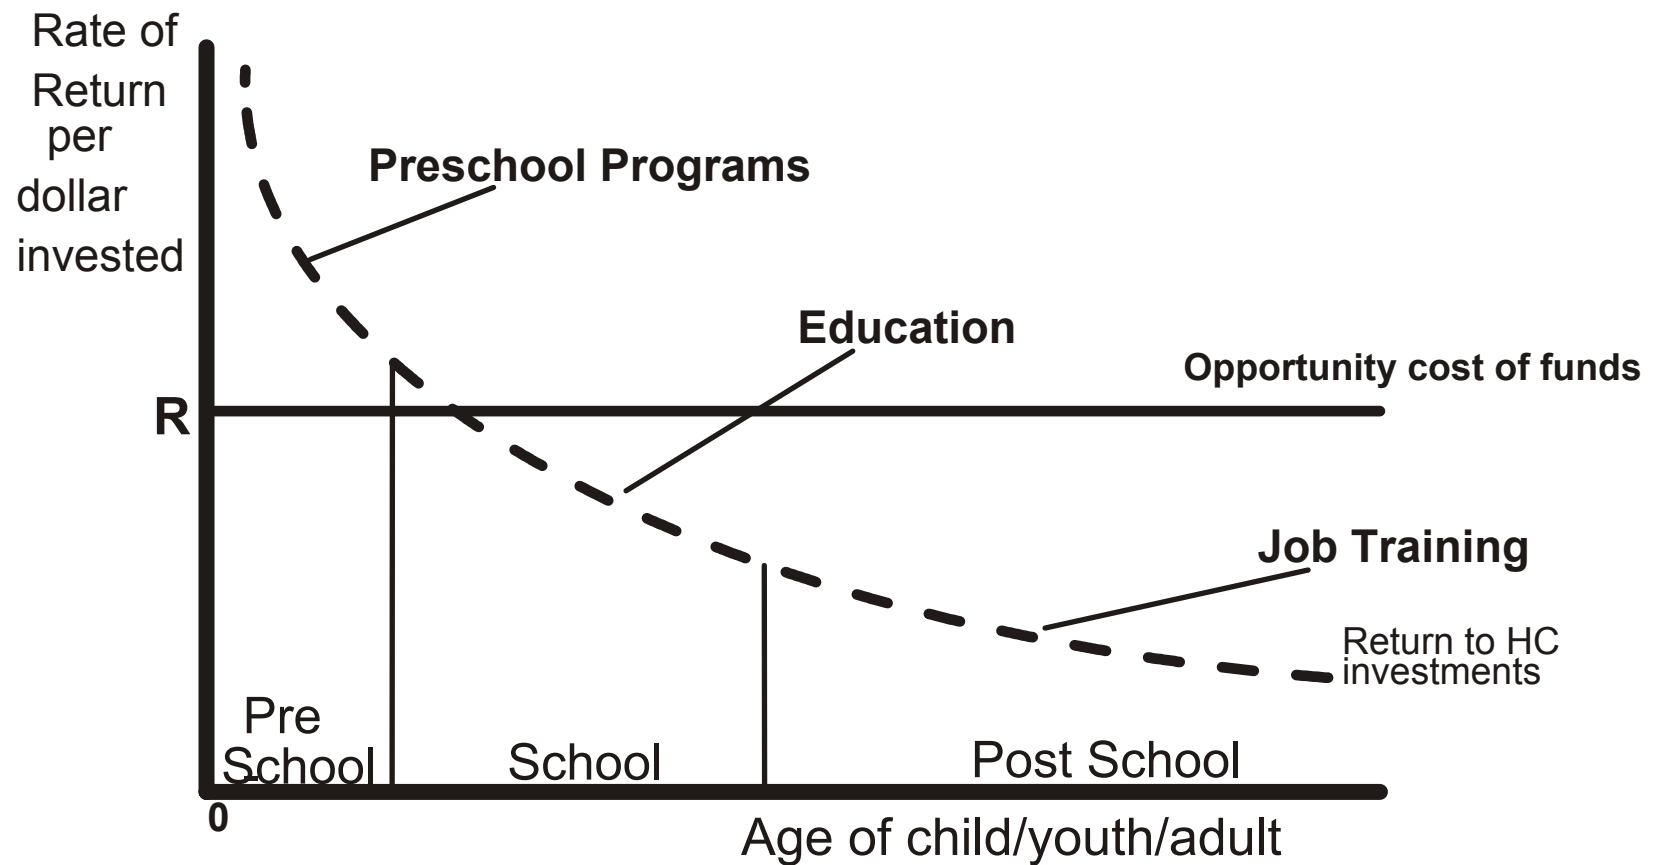 Rate of
Return
per
dollar
invested
Preschool Programs
Education
Opportunity cost of funds
R
Job Training
Return to HC
investments
Pre
School
School
Post School
0
Age of child/youth/adult